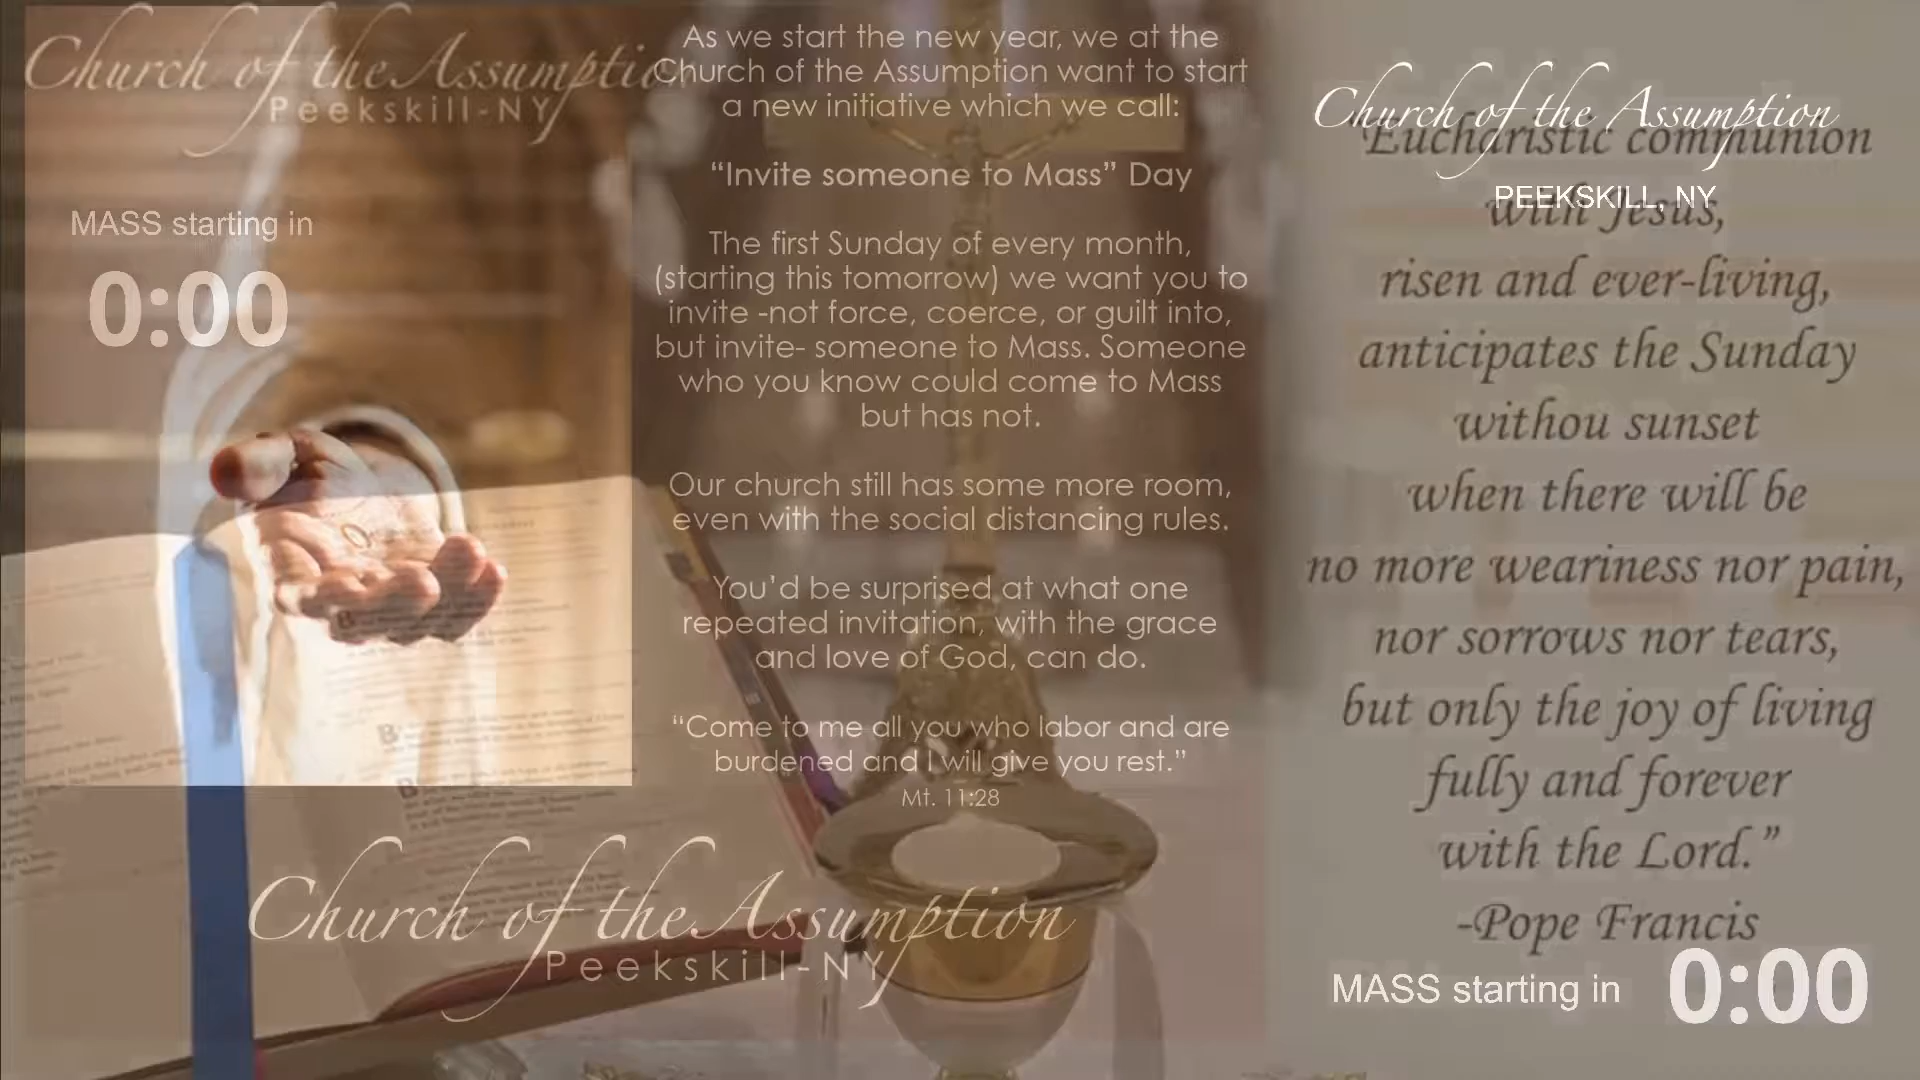 Church of the Assumption
Peekskill-NY
MASS starting in
0:00
As we start the new year, we at the
Church of the Assumption want to start
a new initiative which we call:
“Invite someone to Mass” Day
The first Sunday of every month,
(starting this tomorrow) we want you to
invite -not force, coerce, or guilt into,
but invite- someone to Mass. Someone
who you know could come to Mass
but has not.
Our church still has some more room,
even with the social distancing rules.
You’d be surprised at what one
repeated invitation, with the grace
and love of God, can do.
“Come to me all you who labor and are
burdened and I will give you rest.”
Mt. 11:28
Church of the Assumption
Peekskill-NY
Church of the Assumption
PEEKSKILL, NY
“Eucharistic communion
with Jesus,
risen and ever-living,
anticipates the Sunday
withou sunset
when there will be
no more weariness nor pain,
nor sorrows nor tears,
but only the joy of living
fully and forever
with the Lord.”
-Pope Francis
MASS starting in
0:00